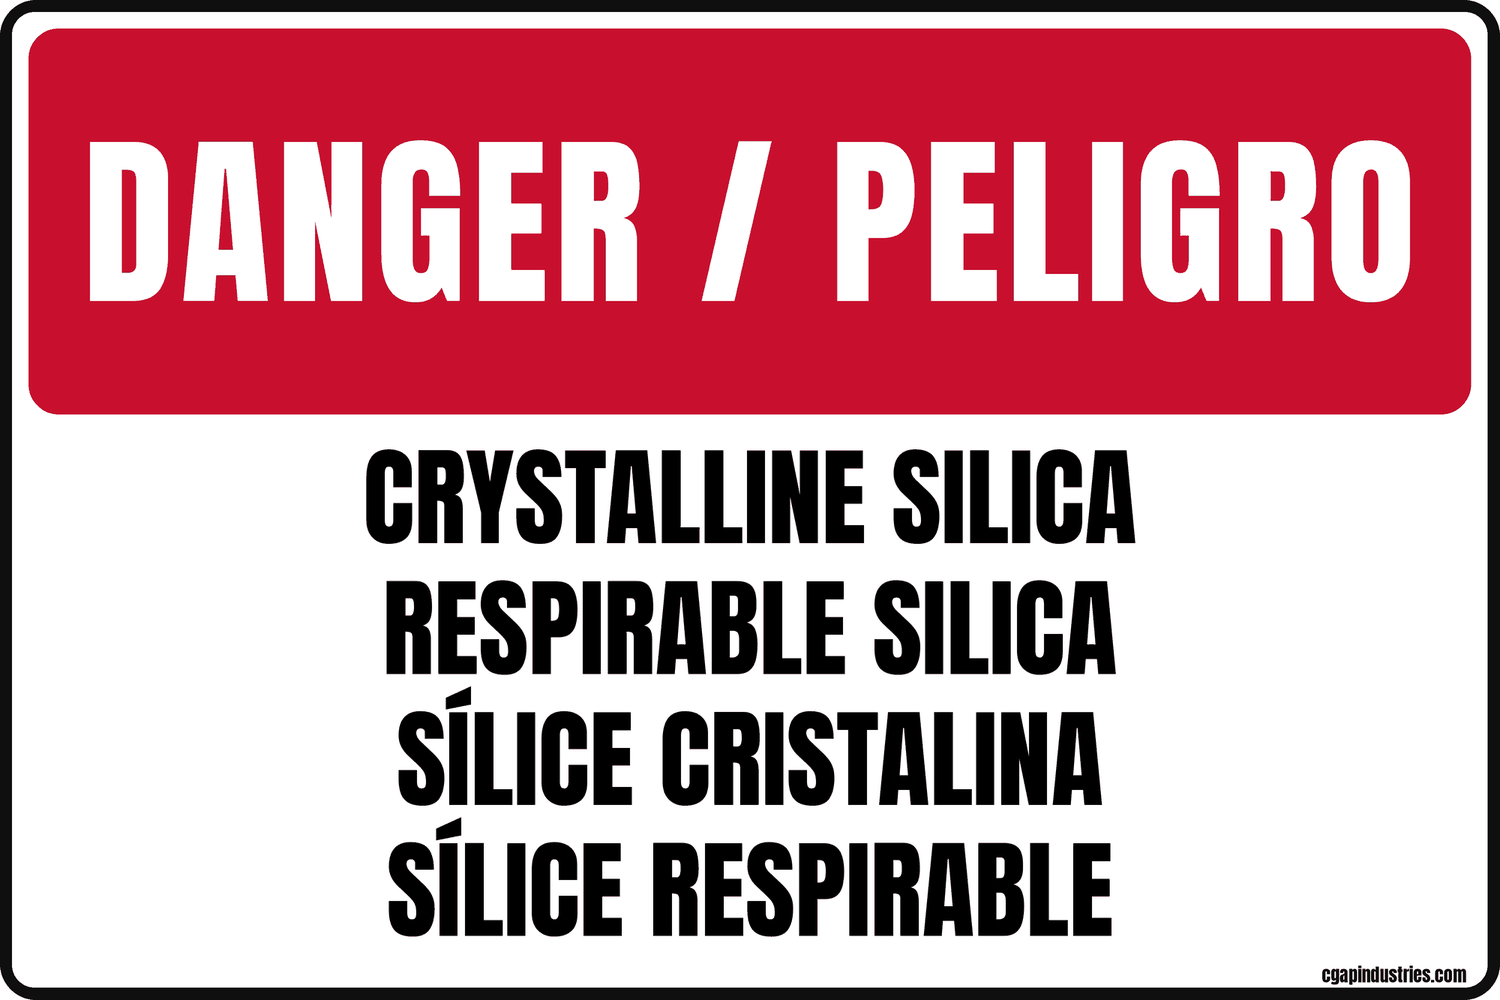 DANGER / PELIGRO
CRYSTALLINE SILICA
RESPIRABLE SILICA
SÍLICE CRISTALINA
SÍLICE RESPIRABLE
cgapindustries.com